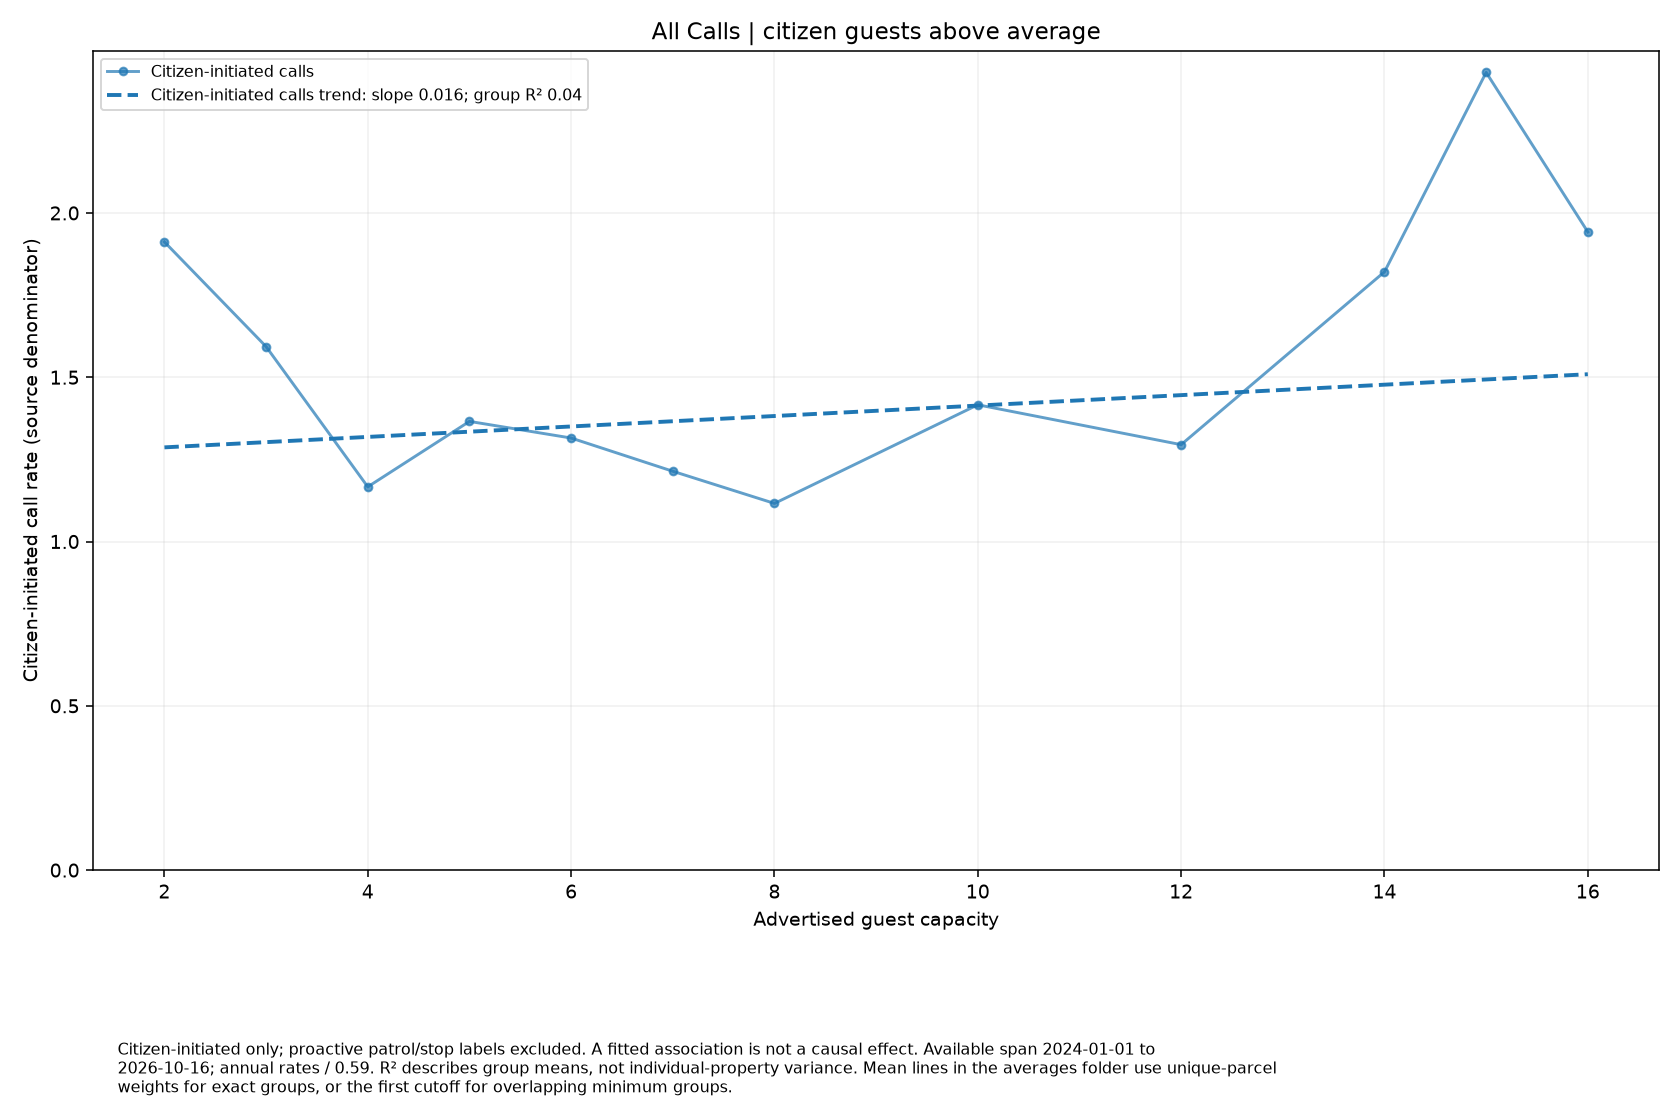 All Calls | citizen guests above average
Citizen-initiated calls
Citizen-initiated calls trend: slope 0.016; group R² 0.04
Citizen-initiated call rate (source denominator)
2.0
1.5
1.0
0.5
0.0
2 4 6 8 10 12 14 16
Advertised guest capacity
Citizen-initiated only; proactive patrol/stop labels excluded. A fitted association is not a causal effect. Available span 2024-01-01 to
2026-10-16; annual rates / 0.59. R² describes group means, not individual-property variance. Mean lines in the averages folder use unique-parcel
weights for exact groups, or the first cutoff for overlapping minimum groups.